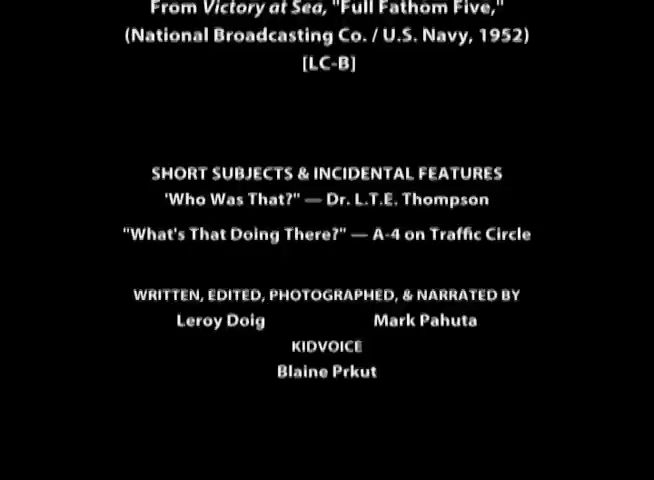 From Victory at Sea, "Full Fathom Five,"
(National Broadcasting Co. / U.S. Navy, 1952)
[LC-B]
SHORT SUBJECTS & INCIDENTAL FEATURES
'Who Was That?" — Dr. L.T.E. Thompson
"What's That Doing There?" — A-4 on Traffic Circle
WRITTEN, EDITED, PHOTOGRAPHED, & NARRATED BY
Leroy Doig Mark Pahuta
KIDVOICE
Blaine Prkut